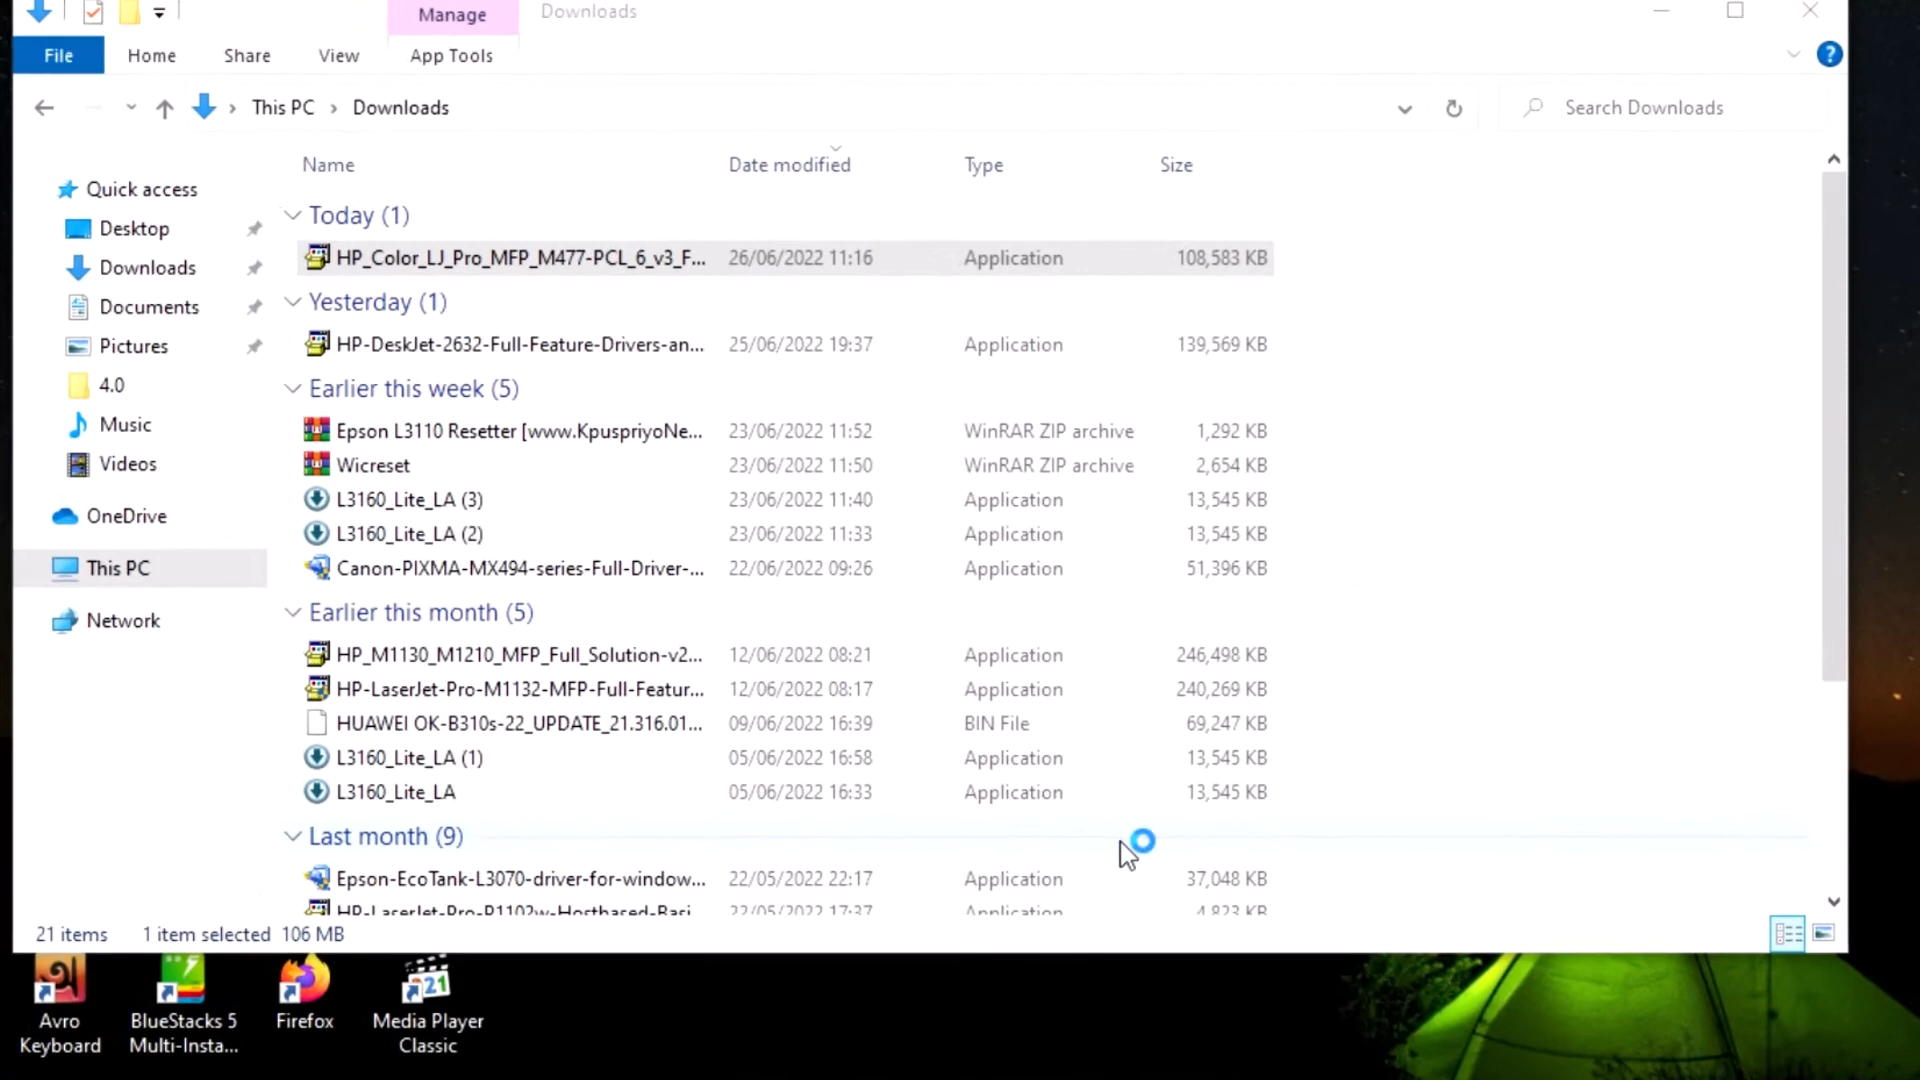 Manage
Downloads
File
Home
Share
View
App Tools
This PC
Downloads
Search Downloads
Name
Date modified
Type
Size
Quick access
Desktop
Downloads
Documents
Pictures
4.0
Music
Videos
OneDrive
This PC
Network
Today (1)
HP_Color_LJ_Pro_MFP_M477-PCL_6_v3_F... 26/06/2022 11:16 Application 108,583 KB
Yesterday (1)
HP-DeskJet-2632-Full-Feature-Drivers-an... 25/06/2022 19:37 Application 139,569 KB
Earlier this week (5)
Epson L3110 Resetter [www.KpuspriyoNe... 23/06/2022 11:52 WinRAR ZIP archive 1,292 KB
Wicreset 23/06/2022 11:50 WinRAR ZIP archive 2,654 KB
L3160_Lite_LA (3) 23/06/2022 11:40 Application 13,545 KB
L3160_Lite_LA (2) 23/06/2022 11:33 Application 13,545 KB
Canon-PIXMA-MX494-series-Full-Driver-... 22/06/2022 09:26 Application 51,396 KB
Earlier this month (5)
HP_M1130_M1210_MFP_Full_Solution-v2... 12/06/2022 08:21 Application 246,498 KB
HP-LaserJet-Pro-M1132-MFP-Full-Featur... 12/06/2022 08:17 Application 240,269 KB
HUAWEI OK-B310s-22_UPDATE_21.316.01... 09/06/2022 16:39 BIN File 69,247 KB
L3160_Lite_LA (1) 05/06/2022 16:58 Application 13,545 KB
L3160_Lite_LA 05/06/2022 16:33 Application 13,545 KB
Last month (9)
Epson-EcoTank-L3070-driver-for-window... 22/05/2022 22:17 Application 37,048 KB
HP-LaserJet-Pro-P1102w-Hostbased-Basi... 22/05/2022 17:37 Application 4,823 KB
21 items 1 item selected 106 MB
Avro
Keyboard
BlueStacks 5
Multi-Insta...
Firefox
321
Media Player
Classic